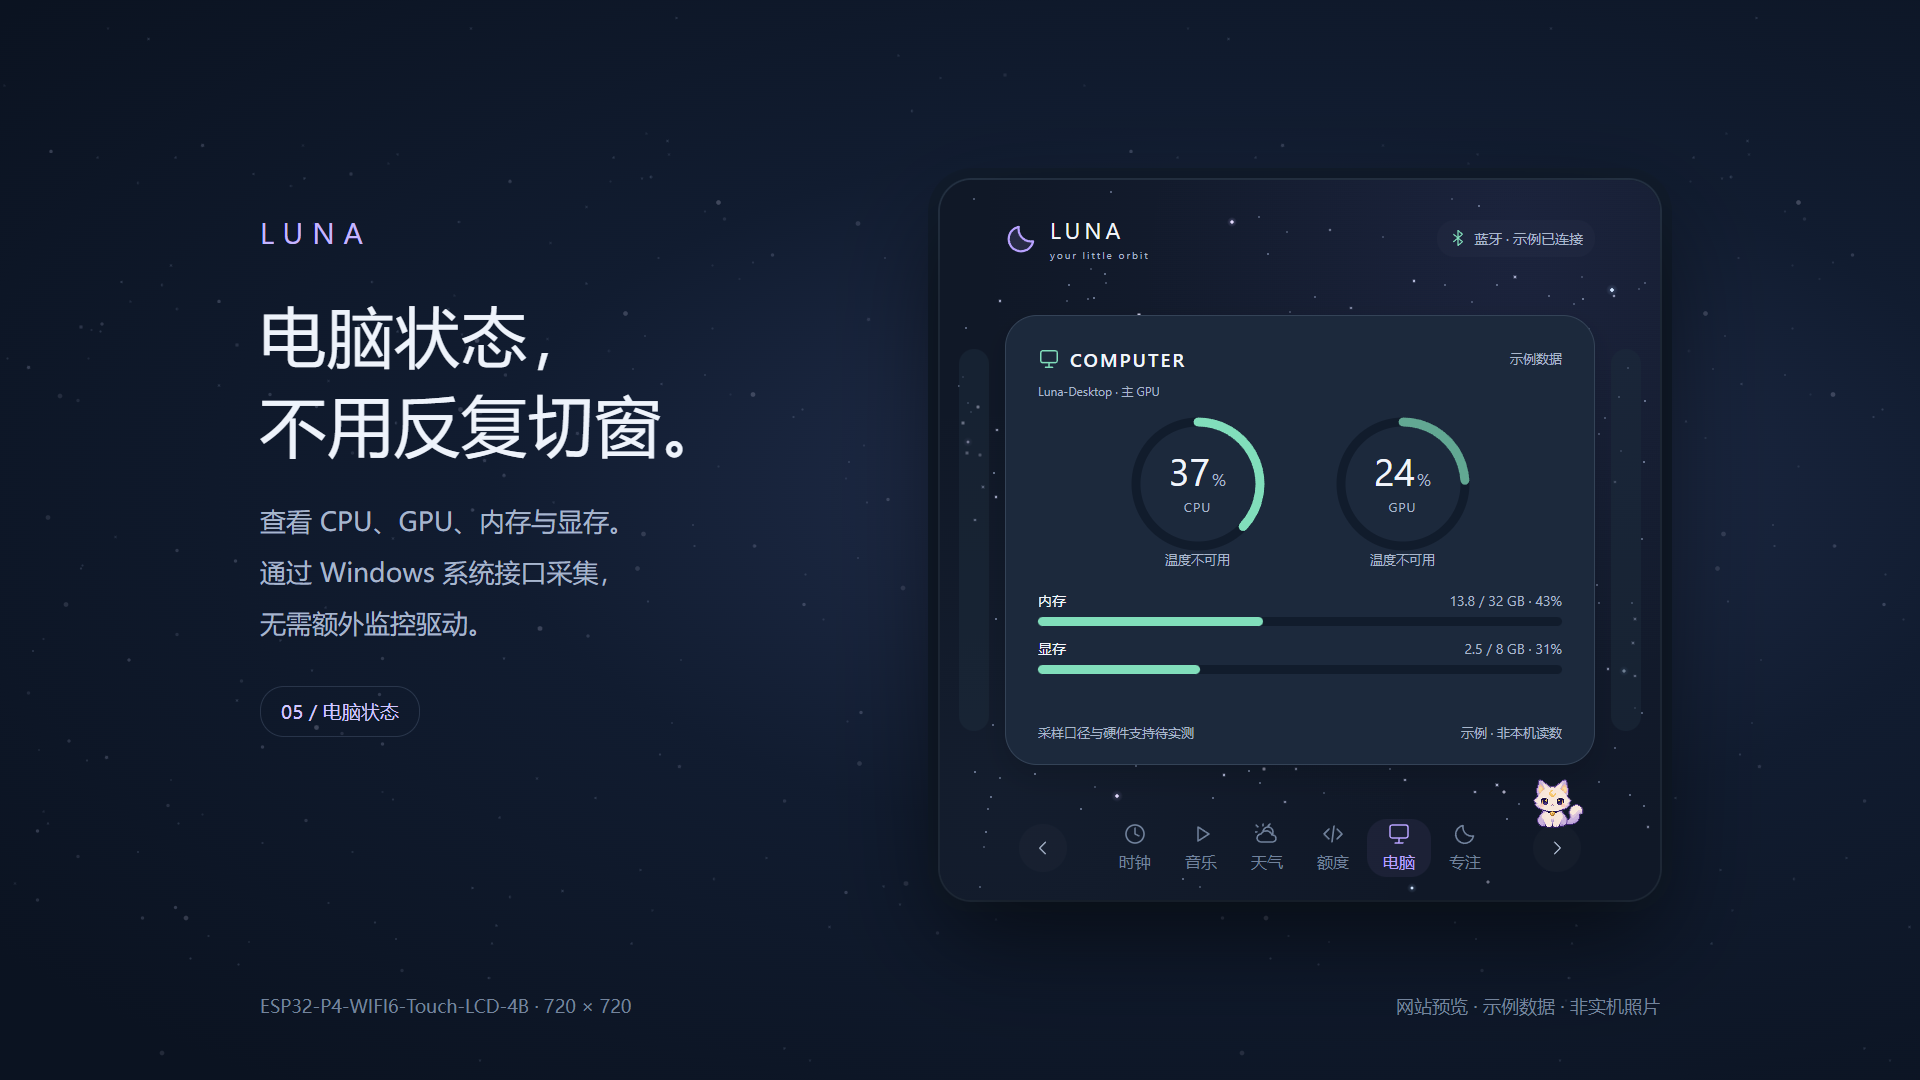 LUNA
电脑状态，
不用反复切窗。
查看 CPU、GPU、内存与显存。
通过 Windows 系统接口采集，
无需额外监控驱动。
05 / 电脑状态
LUNA
your little orbit
蓝牙 · 示例已连接
COMPUTER
示例数据
Luna-Desktop · 主 GPU
37%
CPU
温度不可用
24%
GPU
温度不可用
内存
13.8 / 32 GB · 43%
显存
2.5 / 8 GB · 31%
采样口径与硬件支持待实测
示例 · 非本机读数
时钟
音乐
天气
额度
电脑
专注
ESP32-P4-WIFI6-Touch-LCD-4B · 720 × 720
网站预览 · 示例数据 · 非实机照片